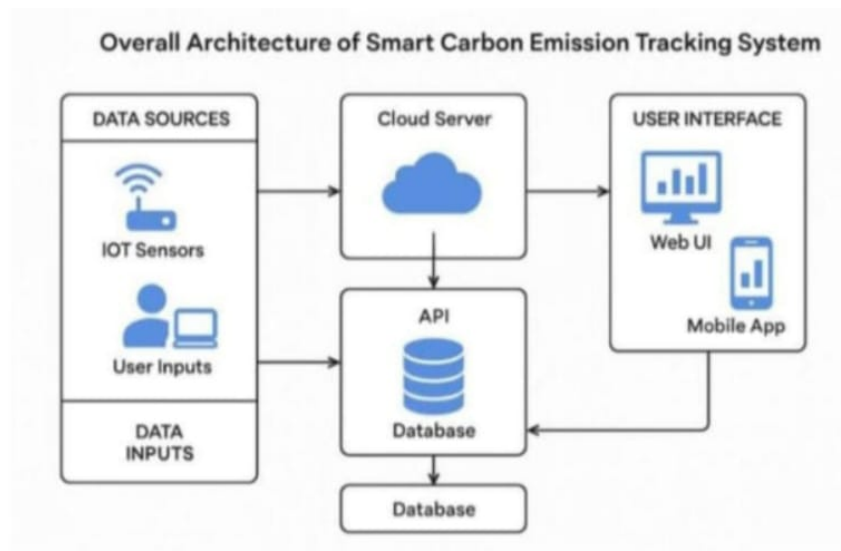 Overall Architecture of Smart Carbon Emission Tracking System
DATA SOURCES
IOT Sensors
User Inputs
DATA
INPUTS
Cloud Server
API
Database
Database
USER INTERFACE
Web UI
Mobile App